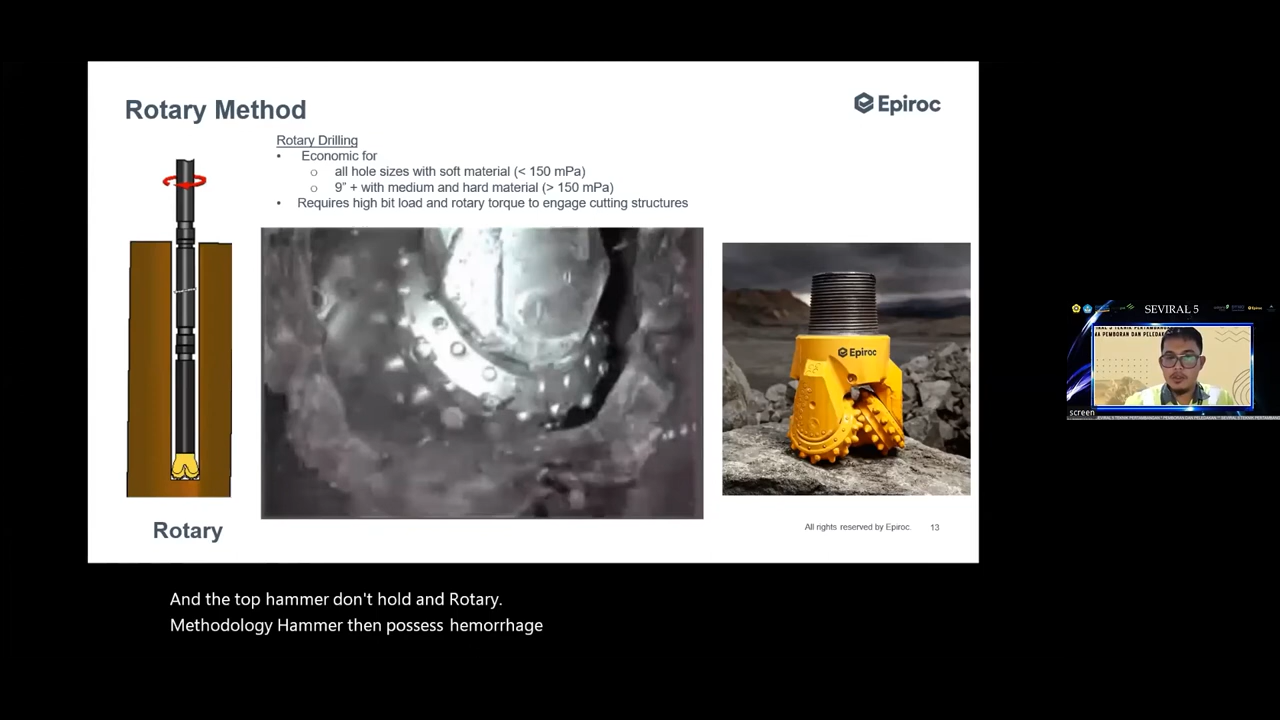 Rotary Method
Epiroc
Rotary Drilling
• Economic for
o all hole sizes with soft material (< 150 mPa)
o 9” + with medium and hard material (> 150 mPa)
• Requires high bit load and rotary torque to engage cutting structures
Epiroc
Rotary
All rights reserved by Epiroc. 13
SEVIRAL 5
screen
And the top hammer don't hold and Rotary.
Methodology Hammer then possess hemorrhage